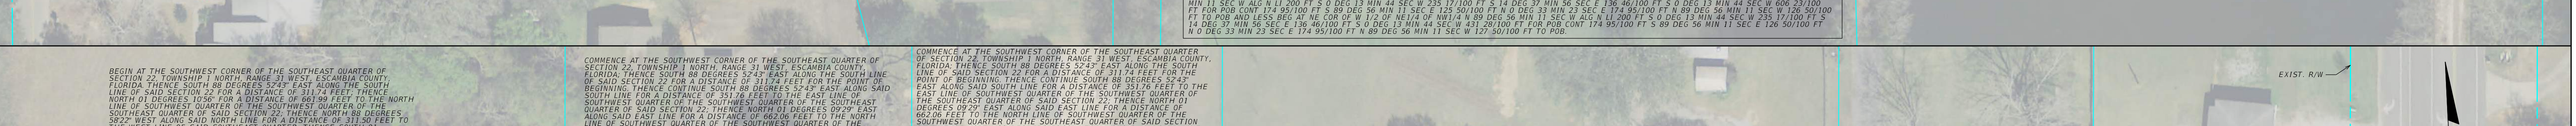 MIN 11 SEC W ALG N LI 200 FT S 0 DEG 13 MIN 44 SEC W 235 17/100 FT S 14 DEG 37 MIN 56 SEC E 136 46/100 FT S 0 DEG 13 MIN 44 SEC W 606 23/100
FT FOR POB CONT 174 95/100 FT S 89 DEG 56 MIN 11 SEC E 125 50/100 FT N 0 DEG 33 MIN 23 SEC E 174 95/100 FT N 89 DEG 56 MIN 11 SEC W 126 50/100
FT TO POB AND LESS BEG AT NE COR OF W 1/2 OF NE1/4 OF NW1/4 N 89 DEG 56 MIN 11 SEC W ALG N LI 200 FT S 0 DEG 13 MIN 44 SEC W 235 17/100 FT S
14 DEG 37 MIN 56 SEC E 136 46/100 FT S 0 DEG 13 MIN 44 SEC W 431 28/100 FT FOR POB CONT 174 95/100 FT S 89 DEG 56 MIN 11 SEC E 126 50/100 FT
N 0 DEG 33 MIN 23 SEC E 174 95/100 FT N 89 DEG 56 MIN 11 SEC W 127 50/100 FT TO POB.
BEGIN AT THE SOUTHWEST CORNER OF THE SOUTHEAST QUARTER OF
SECTION 22, TOWNSHIP 1 NORTH, RANGE 31 WEST, ESCAMBIA COUNTY,
FLORIDA. THENCE SOUTH 88 DEGREES 52'43" EAST ALONG THE SOUTH
LINE OF SAID SECTION 22 FOR A DISTANCE OF 311.74 FEET; THENCE
NORTH 01 DEGREES 10'56" FOR A DISTANCE OF 661.99 FEET TO THE NORTH
LINE OF SOUTHWEST QUARTER OF THE SOUTHWEST QUARTER OF THE
SOUTHEAST QUARTER OF SAID SECTION 22; THENCE NORTH 88 DEGREES
58'22" WEST ALONG SAID NORTH LINE FOR A DISTANCE OF 311.50 FEET TO
COMMENCE AT THE SOUTHWEST CORNER OF THE SOUTHEAST QUARTER OF
SECTION 22, TOWNSHIP 1 NORTH, RANGE 31 WEST, ESCAMBIA COUNTY,
FLORIDA; THENCE SOUTH 88 DEGREES 52'43" EAST ALONG THE SOUTH LINE
OF SAID SECTION 22 FOR A DISTANCE OF 311.74 FEET FOR THE POINT OF
BEGINNING. THENCE CONTINUE SOUTH 88 DEGREES 52'43" EAST ALONG SAID
SOUTH LINE FOR A DISTANCE OF 351.76 FEET TO THE EAST LINE OF
SOUTHWEST QUARTER OF THE SOUTHWEST QUARTER OF THE SOUTHEAST
QUARTER OF SAID SECTION 22; THENCE NORTH 01 DEGREES 09'29" EAST
ALONG SAID EAST LINE FOR A DISTANCE OF 662.06 FEET TO THE NORTH
LINE OF SOUTHWEST QUARTER OF THE SOUTHWEST QUARTER OF THE
COMMENCE AT THE SOUTHWEST CORNER OF THE SOUTHEAST QUARTER
OF SECTION 22, TOWNSHIP 1 NORTH, RANGE 31 WEST, ESCAMBIA COUNTY,
FLORIDA; THENCE SOUTH 88 DEGREES 52'43" EAST ALONG THE SOUTH
LINE OF SAID SECTION 22 FOR A DISTANCE OF 311.74 FEET FOR THE
POINT OF BEGINNING. THENCE CONTINUE SOUTH 88 DEGREES 52'43"
EAST ALONG SAID SOUTH LINE FOR A DISTANCE OF 351.76 FEET TO THE
EAST LINE OF SOUTHWEST QUARTER OF THE SOUTHWEST QUARTER OF
THE SOUTHEAST QUARTER OF SAID SECTION 22; THENCE NORTH 01
DEGREES 09'29" EAST ALONG SAID EAST LINE FOR A DISTANCE OF
662.06 FEET TO THE NORTH LINE OF SOUTHWEST QUARTER OF THE
SOUTHWEST QUARTER OF THE SOUTHEAST QUARTER OF SAID SECTION
EXIST. R/W